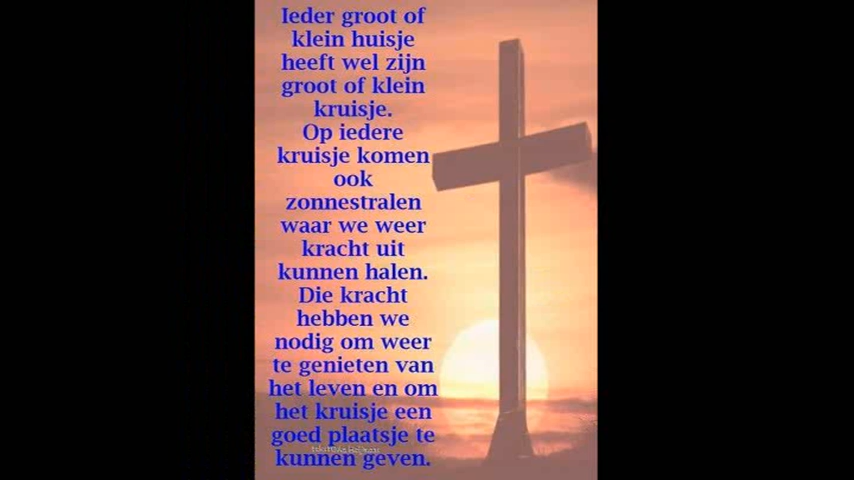 Ieder groot of
klein huisje
heeft wel zijn
groot of klein
kruisje.
Op iedere
kruisje komen
ook
zonnestralen
waar we weer
kracht uit
kunnen halen.
Die kracht
hebben we
nodig om weer
te genieten van
het leven en om
het kruisje een
goed plaatsje te
kunnen geven.